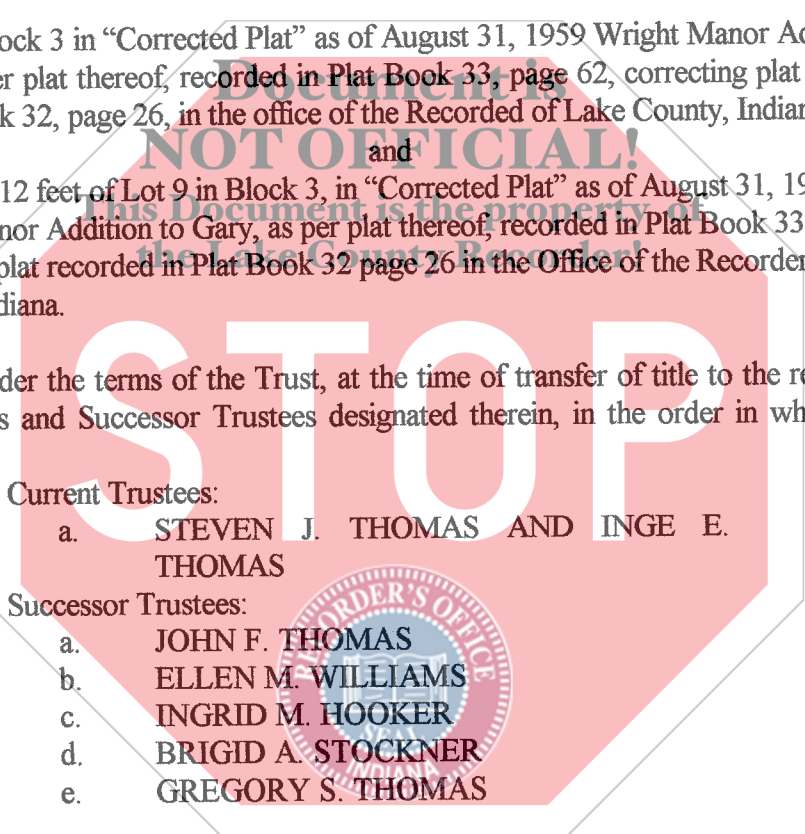 ock 3 in “Corrected Plat” as of August 31, 1959 Wright Manor Ad
er plat thereof, recorded in Plat Book 33, page 62, correcting plat
Document is
k 32, page 26, in the office of the Recorded of Lake County, Indian
NOT OFFICIAL!
and
12 feet of Lot 9 in Block 3, in “Corrected Plat” as of August 31, 19
This Document is the property of
nor Addition to Gary, as per plat thereof, recorded in Plat Book 33
the Lake County Recorder!
plat recorded in Plat Book 32 page 26 in the Office of the Recorder
diana.
der the terms of the Trust, at the time of transfer of title to the re
s and Successor Trustees designated therein, in the order in wh
STOP
Current Trustees:
a. STEVEN J. THOMAS AND INGE E.
THOMAS
Successor Trustees:
a. JOHN F. THOMAS
b. ELLEN M. WILLIAMS
c. INGRID M. HOOKER
d. BRIGID A. STOCKNER
e. GREGORY S. THOMAS
RECORDER'S OFFICE
SEAL
INDIANA